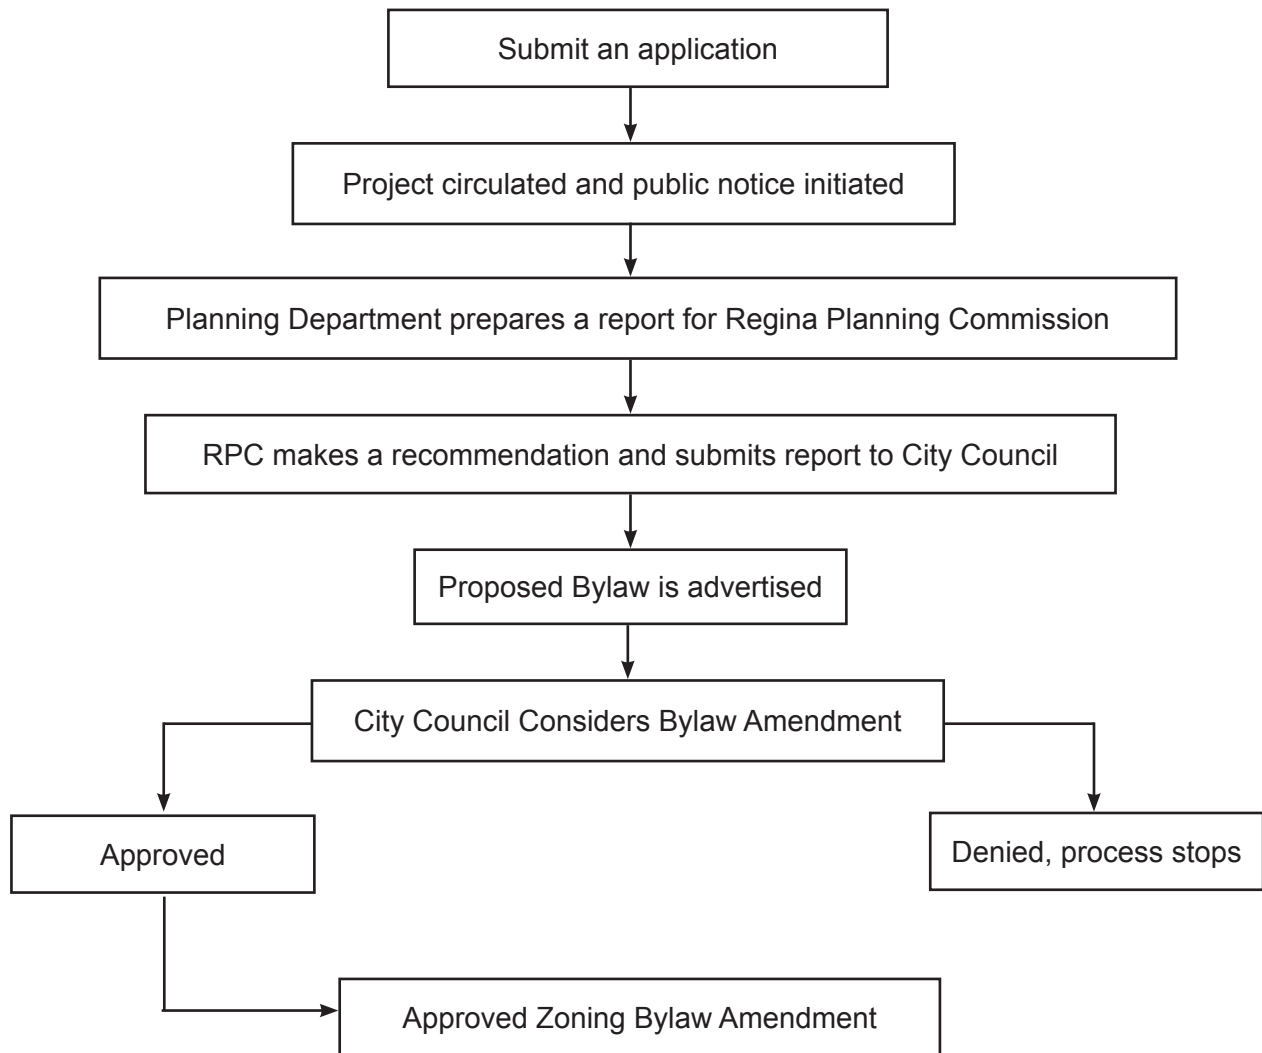 Submit an application
Project circulated and public notice initiated
Planning Department prepares a report for Regina Planning Commission
RPC makes a recommendation and submits report to City Council
Proposed Bylaw is advertised
City Council Considers Bylaw Amendment
Approved
Denied, process stops
Approved Zoning Bylaw Amendment